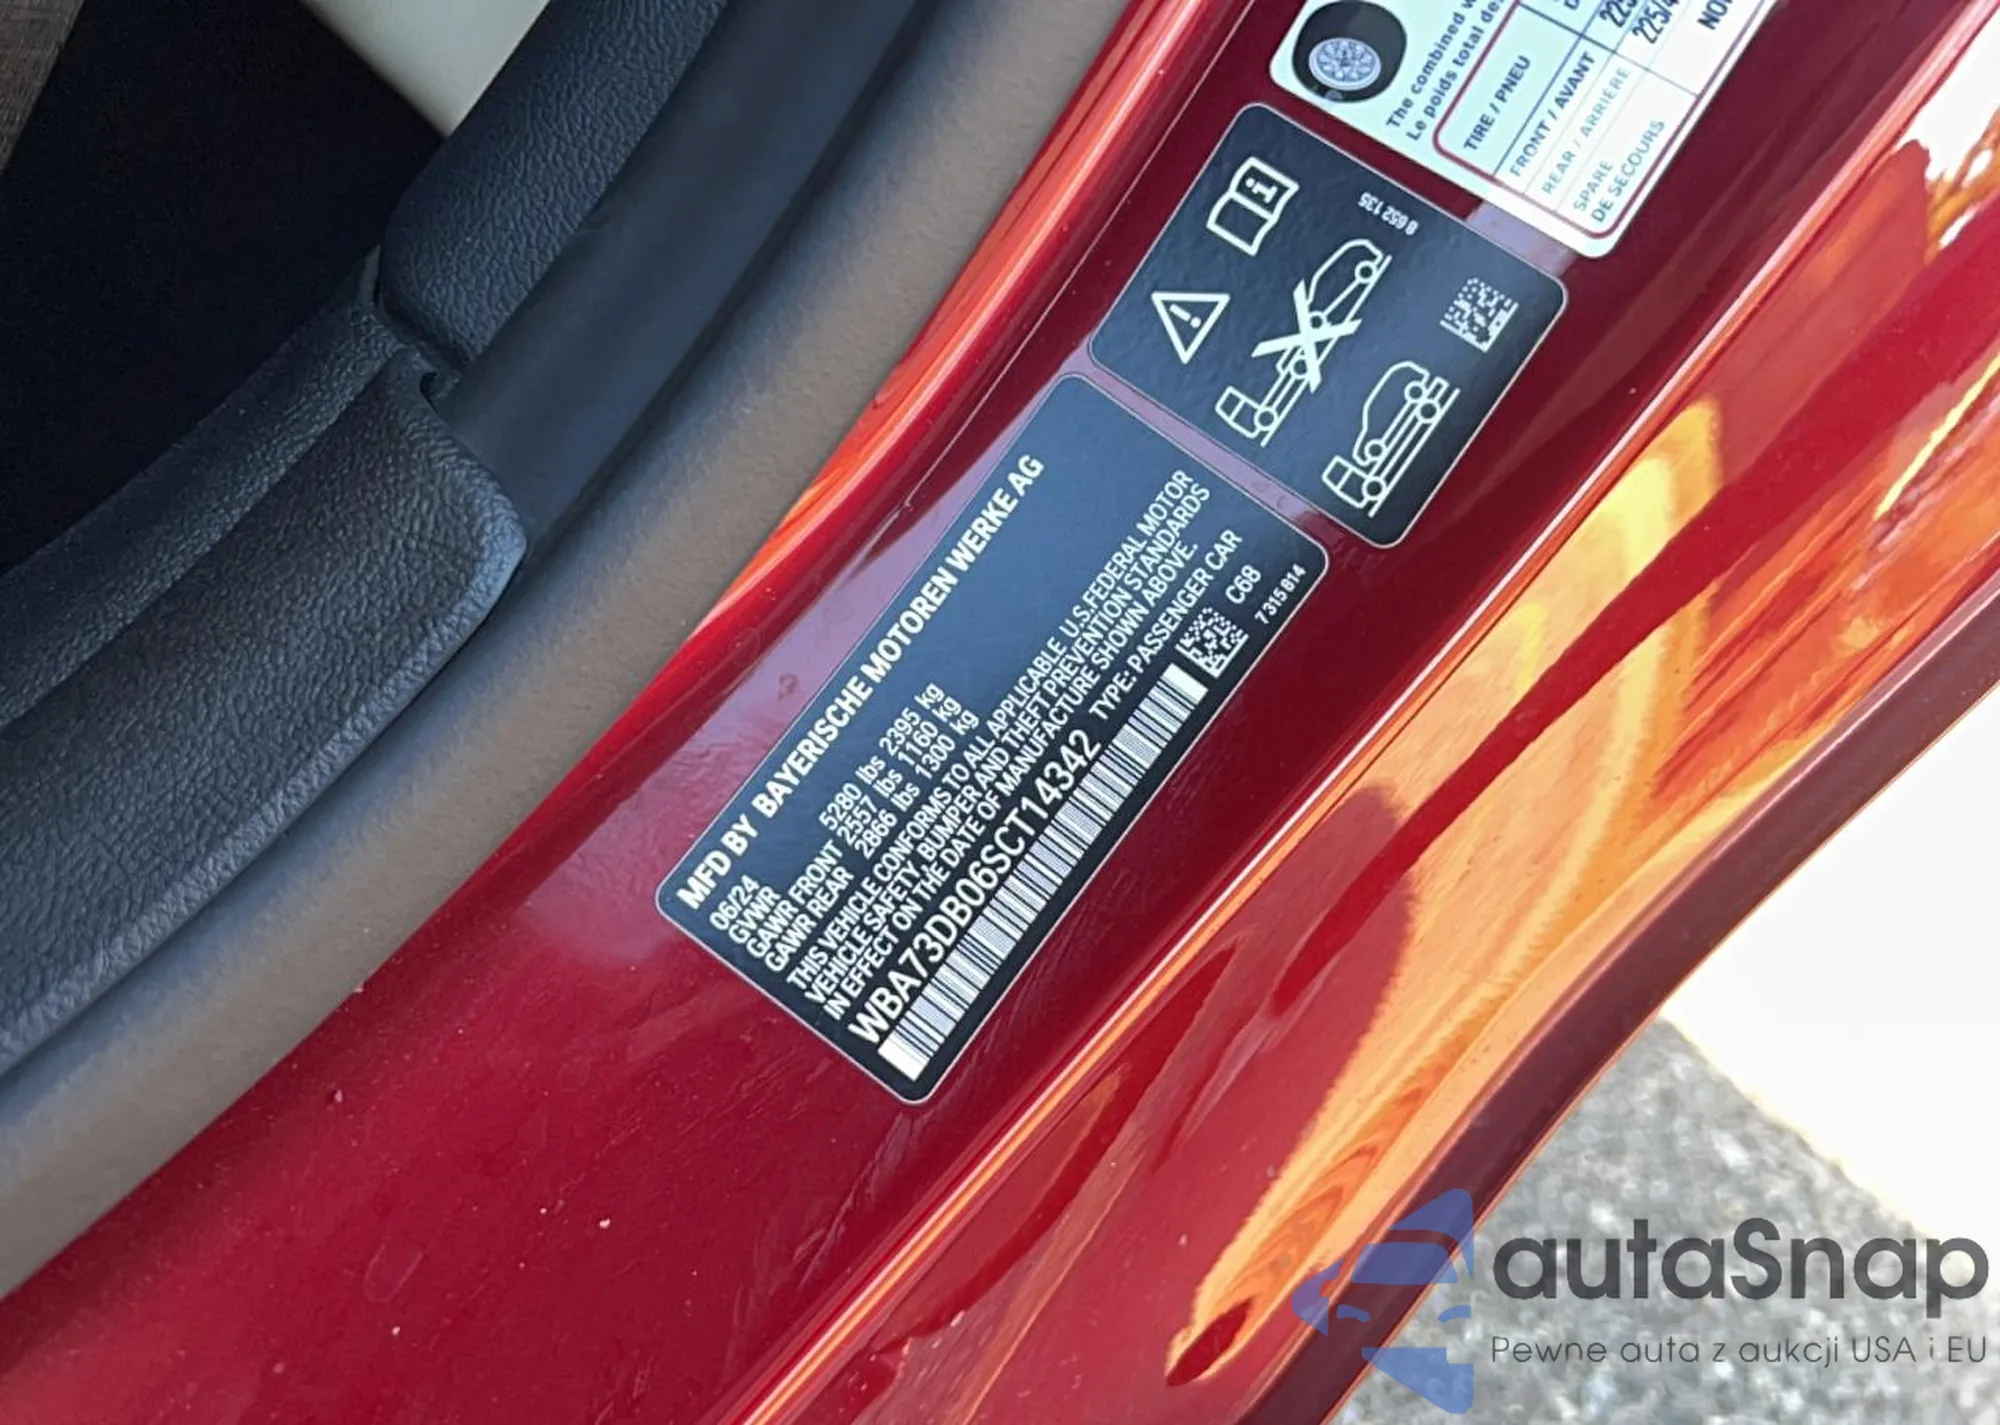 The combined
Le poids total
TIRE / PNEU
FRONT / AVANT
225/4
REAR / ARRIÈRE
SPARE
DE SECOURS
8 652 135
MFD BY BAYERISCHE MOTOREN WERKE AG
06/24
GVWR 5280 lbs 2395 kg
GAWR FRONT 2557 lbs 1160 kg
GAWR REAR 2866 lbs 1300 kg
THIS VEHICLE CONFORMS TO ALL APPLICABLE U.S.FEDERAL MOTOR
VEHICLE SAFETY, BUMPER AND THEFT PREVENTION STANDARDS
IN EFFECT ON THE DATE OF MANUFACTURE SHOWN ABOVE.
WBA73DB06SCT14342 TYPE: PASSENGER CAR
C68
7 315 814
autaSnap
Pewne auta z aukcji USA i EU